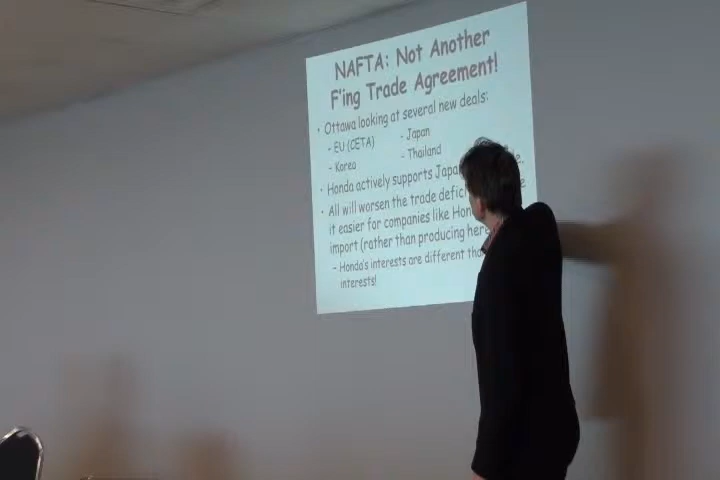 NAFTA: Not Another
F'ing Trade Agreement!
• Ottawa looking at several new deals:
- EU (CETA) - Japan
- Korea - Thailand
• Honda actively supports Japa
• All will worsen the trade defic
it easier for companies like Hon
import (rather than producing here
- Honda's interests are different tha
interests!